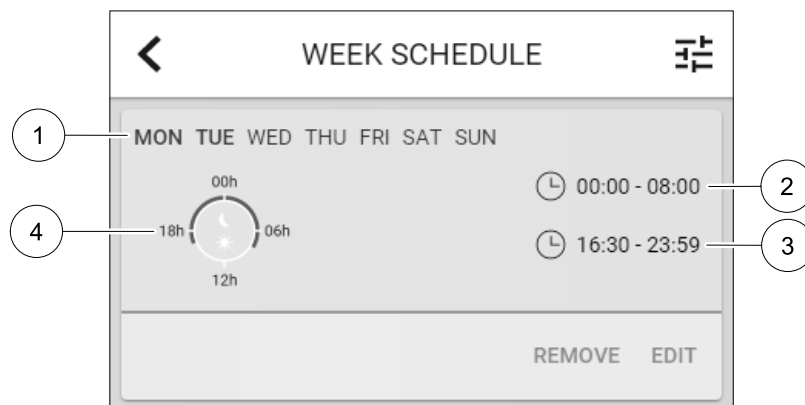 WEEK SCHEDULE
1
MON TUE WED THU FRI SAT SUN
00h
00:00 - 08:00
2
4
18h
06h
16:30 - 23:59
3
12h
REMOVE EDIT